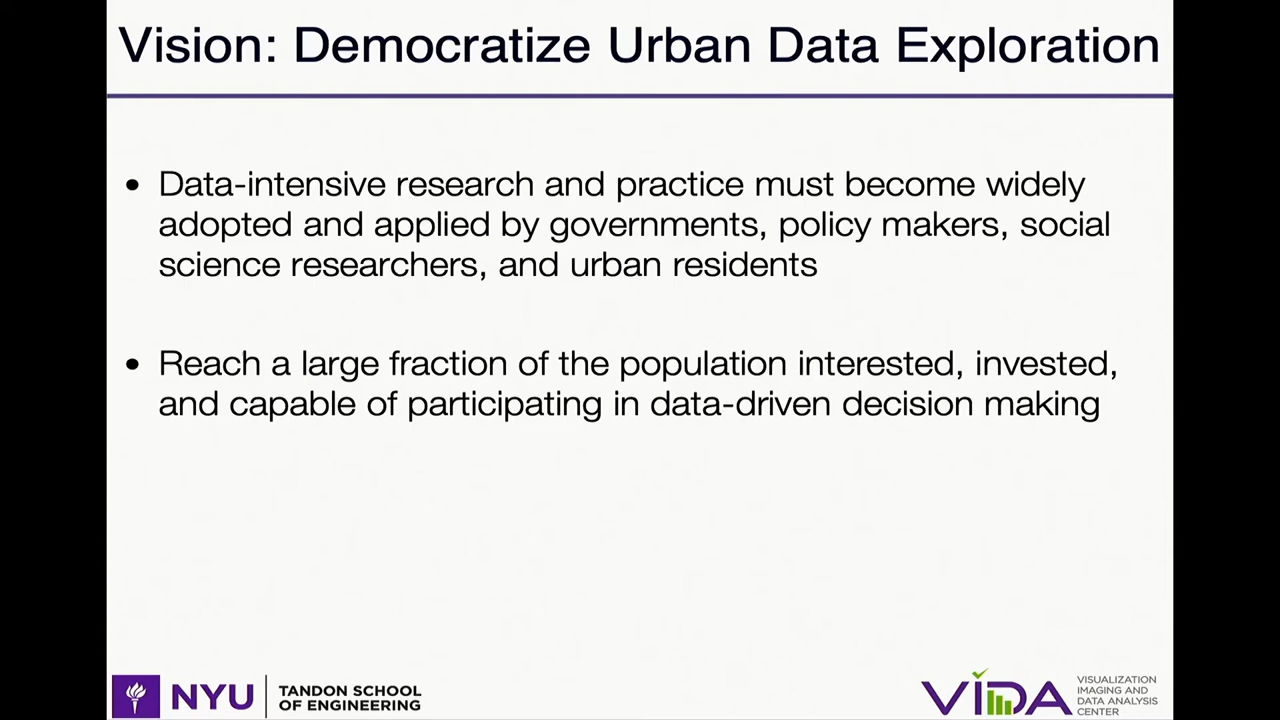 Vision: Democratize Urban Data Exploration
• Data-intensive research and practice must become widely
adopted and applied by governments, policy makers, social
science researchers, and urban residents
• Reach a large fraction of the population interested, invested,
and capable of participating in data-driven decision making
NYU
TANDON SCHOOL
OF ENGINEERING
VIDA
VISUALIZATION
IMAGING AND
DATA ANALYSIS
CENTER